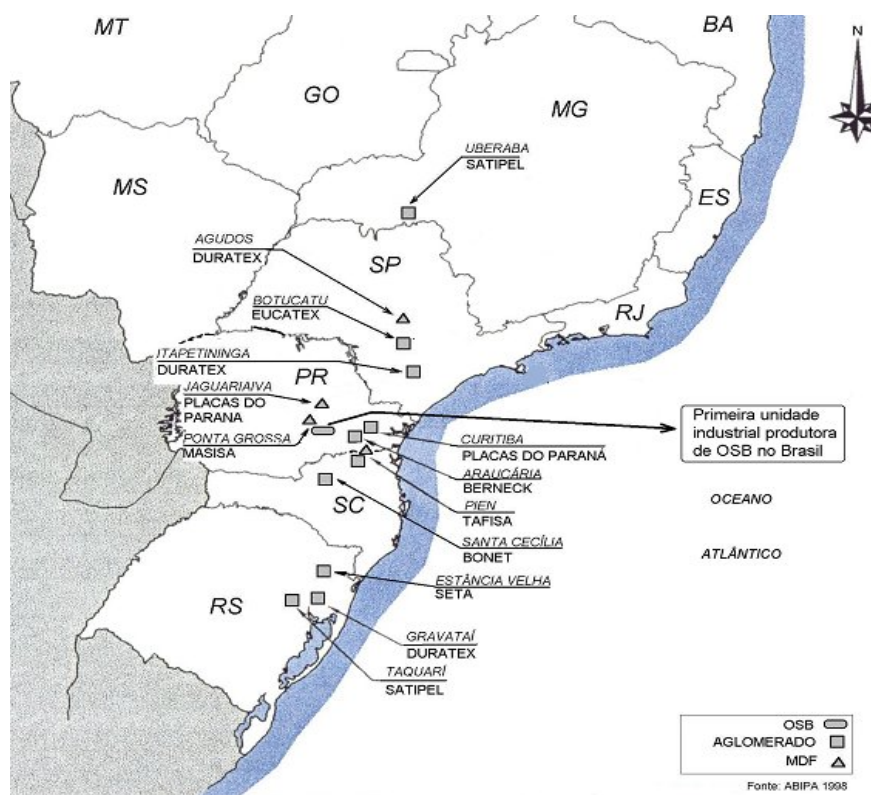 MT
BA
N
GO
MG
UBERABA
SATIPEL
MS
ES
AGUDOS
DURATEX
SP
BOTUCATU
EUCATEX
RJ
ITAPETININGA
DURATEX
PR
JAGUARIAIVA
PLACAS DO
PARANA
PONTA GROSSA
MASISA
CURITIBA
PLACAS DO PARANÁ
Primeira unidade
industrial produtora
de OSB no Brasil
ARAUCÁRIA
BERNECK
PIEN
TAFISA
OCEANO
SC
SANTA CECÍLIA
BONET
ATLÂNTICO
ESTÂNCIA VELHA
SETA
RS
GRAVATAÍ
DURATEX
TAQUARÍ
SATIPEL
OSB
AGLOMERADO
MDF
Fonte: ABIPA 1998